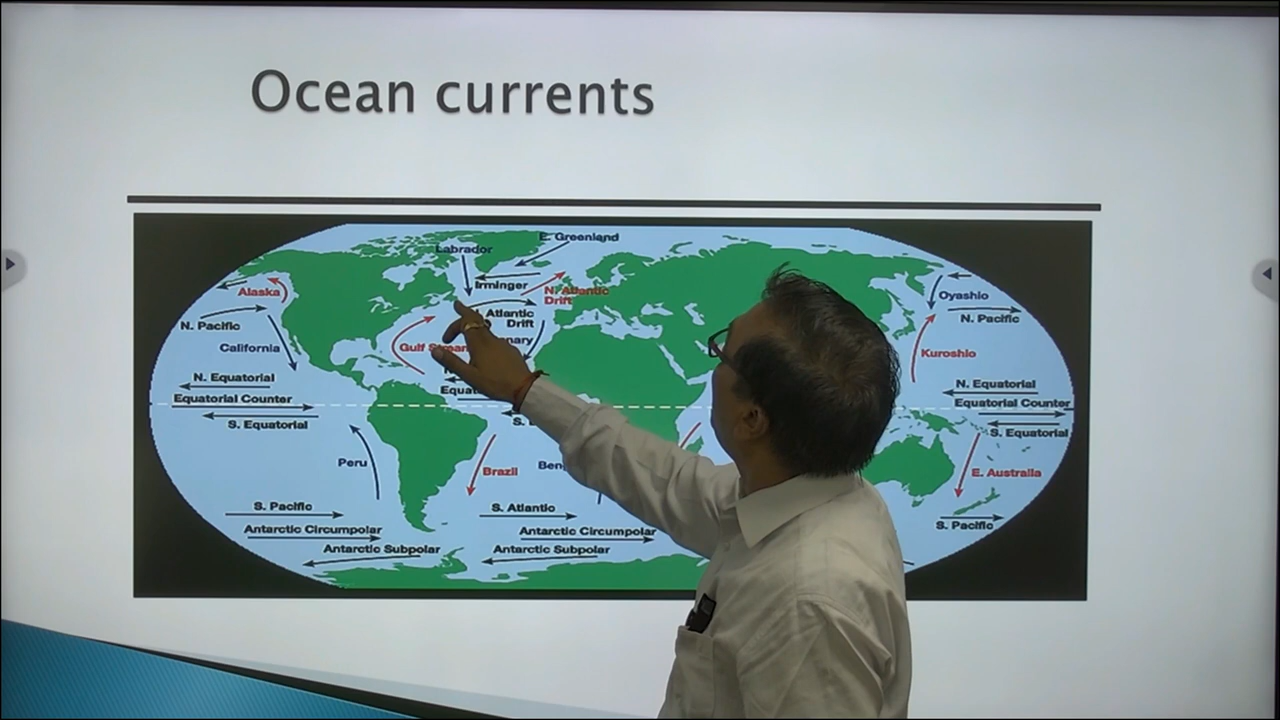 Ocean currents
E. Greenland
Labrador
Irminger
Alaska
N. Atlantic
Drift
Oyashio
N. Pacific
N. Pacific
Atlantic
Drift
California
Gulf
Kuroshio
N. Equatorial
N. Equatorial
Equatorial Counter
Equatorial Counter
S. Equatorial
S. Equatorial
Peru
Brazil
E. Australia
S. Pacific
S. Atlantic
S. Pacific
Antarctic Circumpolar
Antarctic Circumpolar
Antarctic Subpolar
Antarctic Subpolar